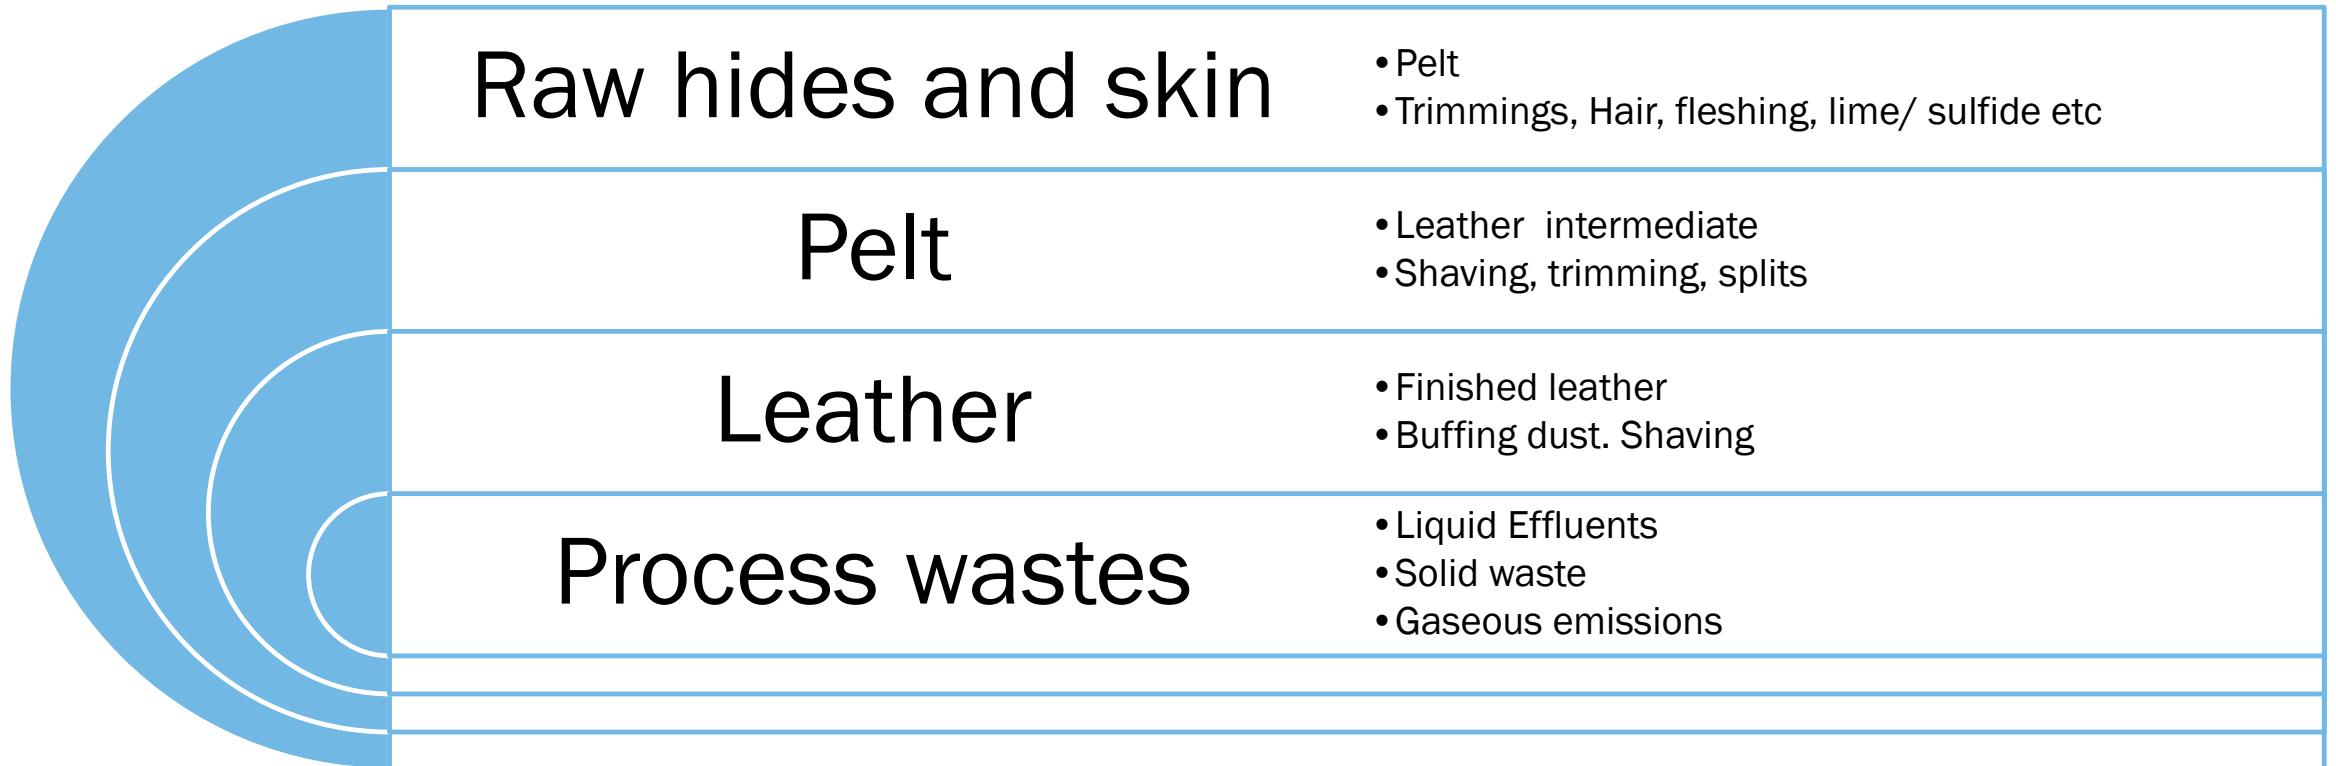 Raw hides and skin
•Pelt
•Trimmings, Hair, fleshing, lime/ sulfide etc
Pelt
•Leather  intermediate
•Shaving, trimming, splits
Leather
•Finished leather
•Buffing dust. Shaving
Process wastes
•Liquid Effluents
•Solid waste
•Gaseous emissions